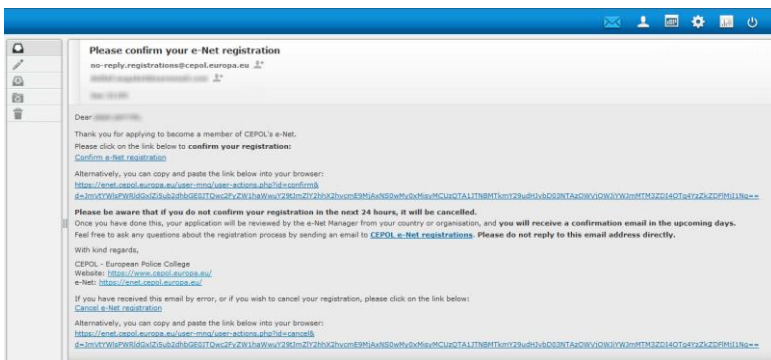 Please confirm your e-Net registration
no-reply.registrations@cepol.europa.eu
Dear
Thank you for applying to become a member of CEPOL's e-Net.
Please click on the link below to confirm your registration:
Confirm e-Net registration
Alternatively, you can copy and paste the link below into your browser:
https://enet.cepol.europa.eu/user-mng/user-actions.php?id=confirm&
Please be aware that if you do not confirm your registration in the next 24 hours, it will be cancelled.
Once you have done this, your application will be reviewed by the e-Net Manager from your country or organisation, and you will receive a confirmation email in the upcoming days.
Feel free to ask any questions about the registration process by sending an email to CEPOL e-Net registrations. Please do not reply to this email address directly.
With kind regards,
CEPOL - European Police College
Website: https://www.cepol.europa.eu/
e-Net: https://enet.cepol.europa.eu/
If you have received this email by error, or if you wish to cancel your registration, please click on the link below:
Cancel e-Net registration
Alternatively, you can copy and paste the link below into your browser:
https://enet.cepol.europa.eu/user-mng/user-actions.php?id=cancel&